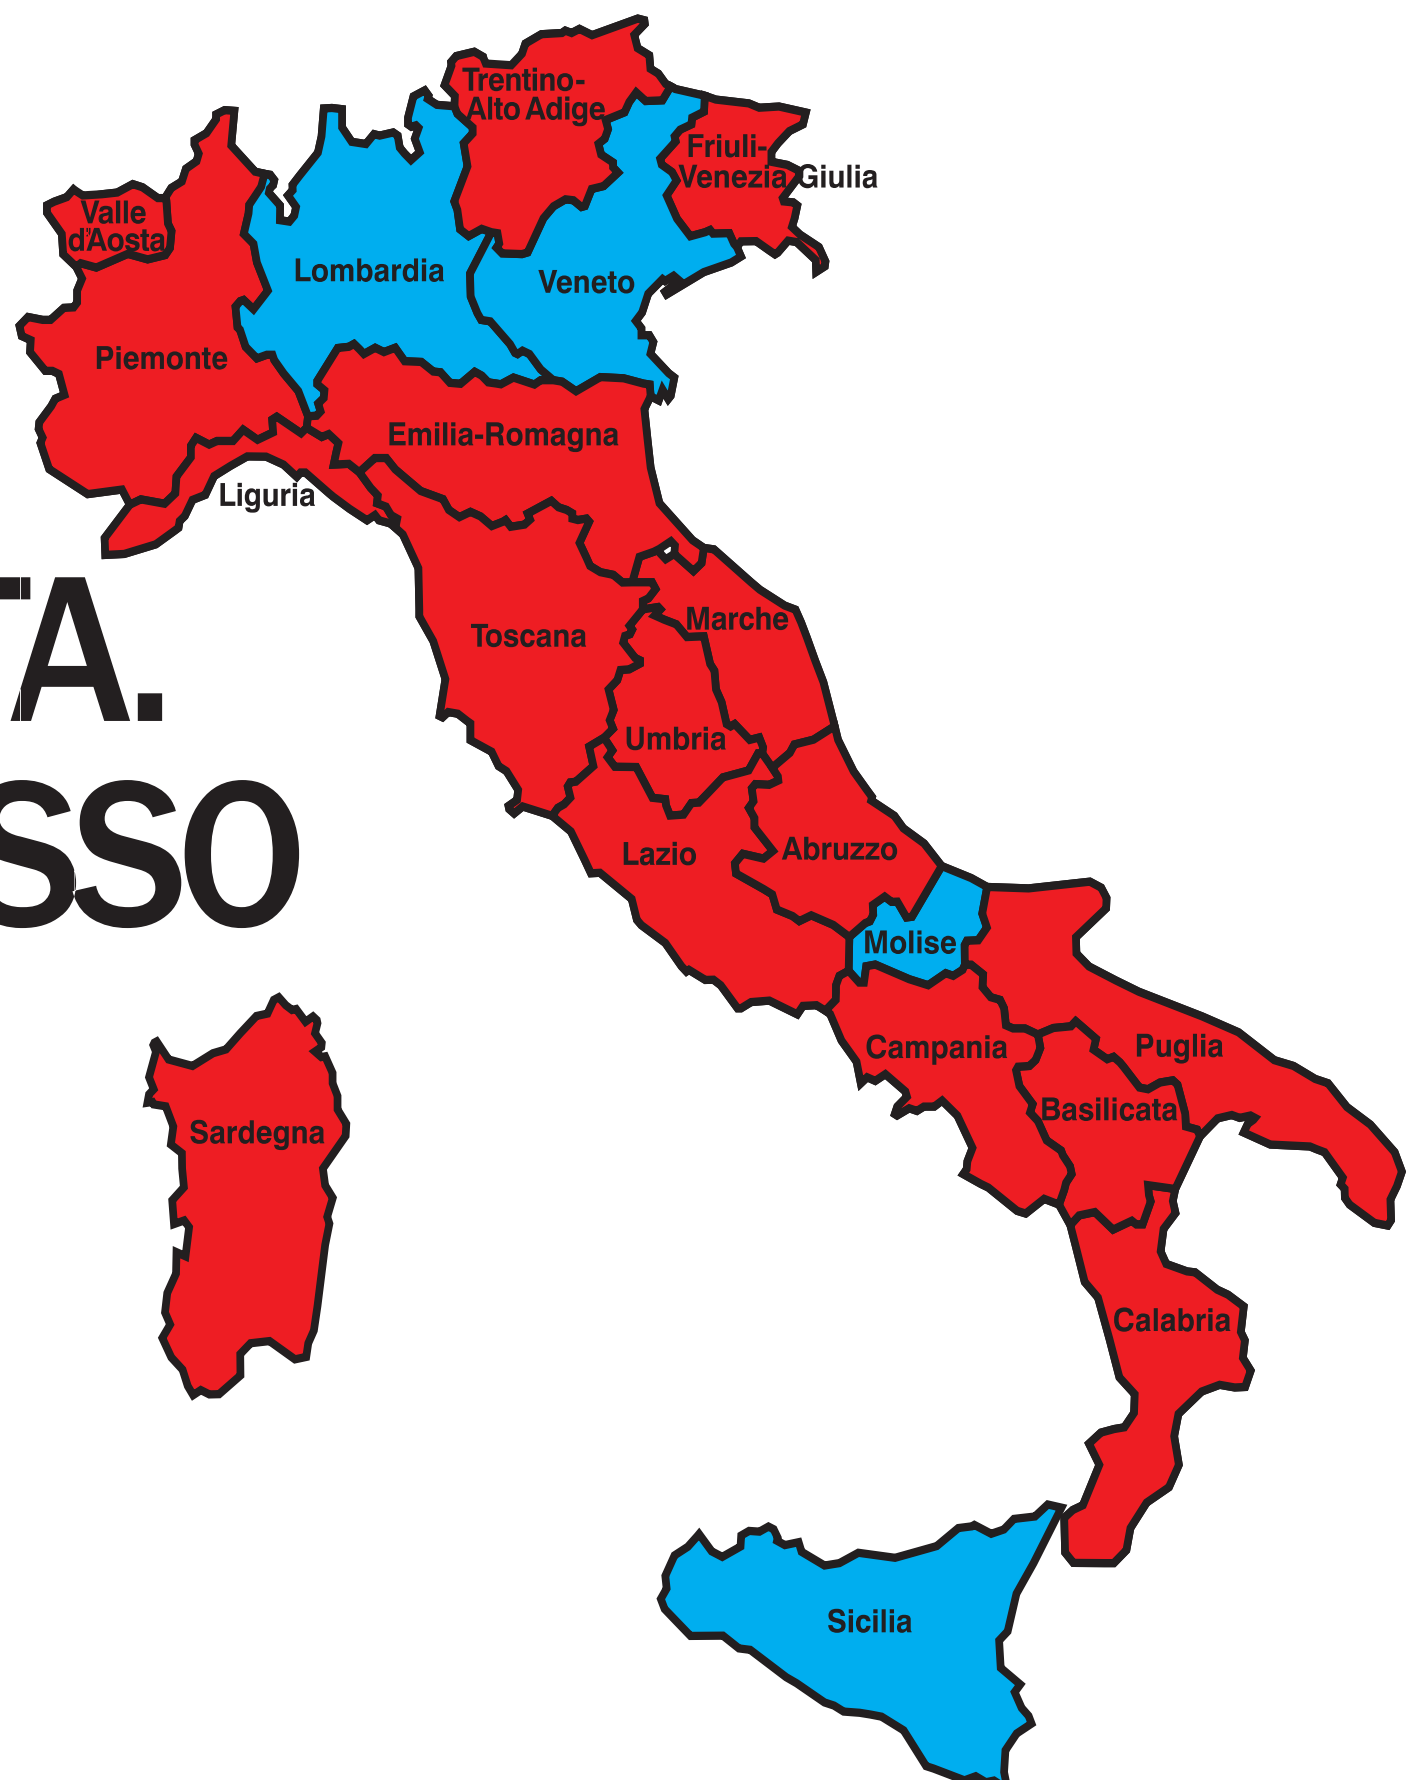 Trentino-
Alto Adige
Friuli-
Venezia Giulia
Valle
d'Aosta
Lombardia
Veneto
Piemonte
Emilia-Romagna
Liguria
TA.
Toscana
Marche
Umbria
SSO
Lazio
Abruzzo
Molise
Campania
Puglia
Basilicata
Sardegna
Calabria
Sicilia